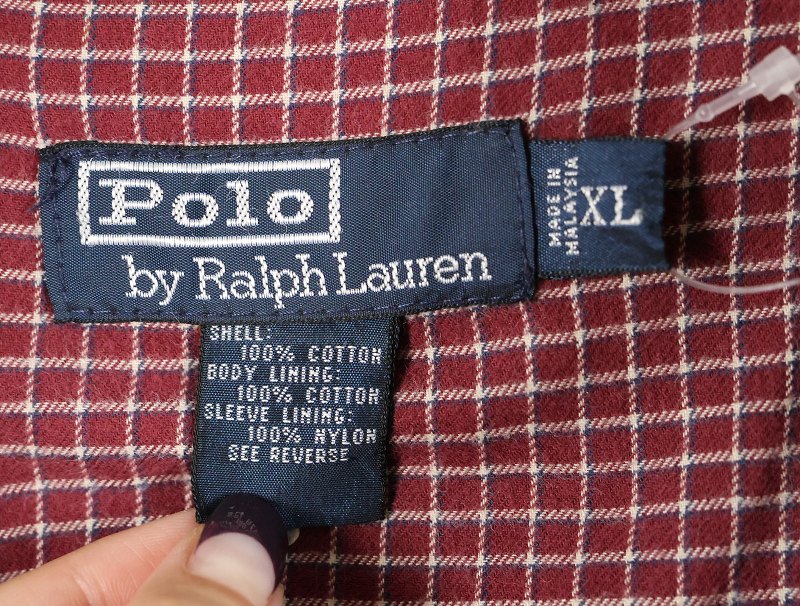 Polo
by Ralph Lauren
MADE IN
MALAYSIA
XL
SHELL:
100% COTTON
BODY LINING:
100% COTTON
SLEEVE LINING:
100% NYLON
SEE REVERSE